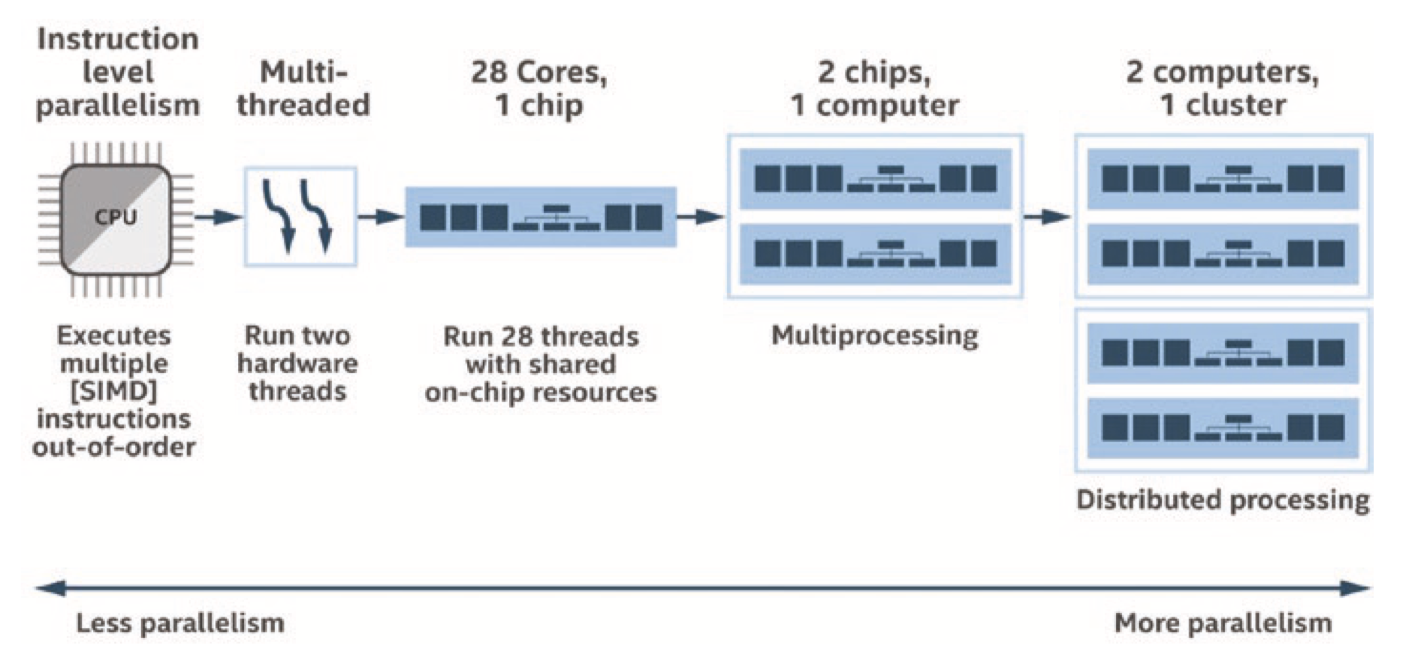 Instruction
level
parallelism
Multi-
threaded
28 Cores,
1 chip
2 chips,
1 computer
2 computers,
1 cluster
CPU
Executes
multiple
[SIMD]
instructions
out-of-order
Run two
hardware
threads
Run 28 threads
with shared
on-chip resources
Multiprocessing
Distributed processing
Less parallelism
More parallelism